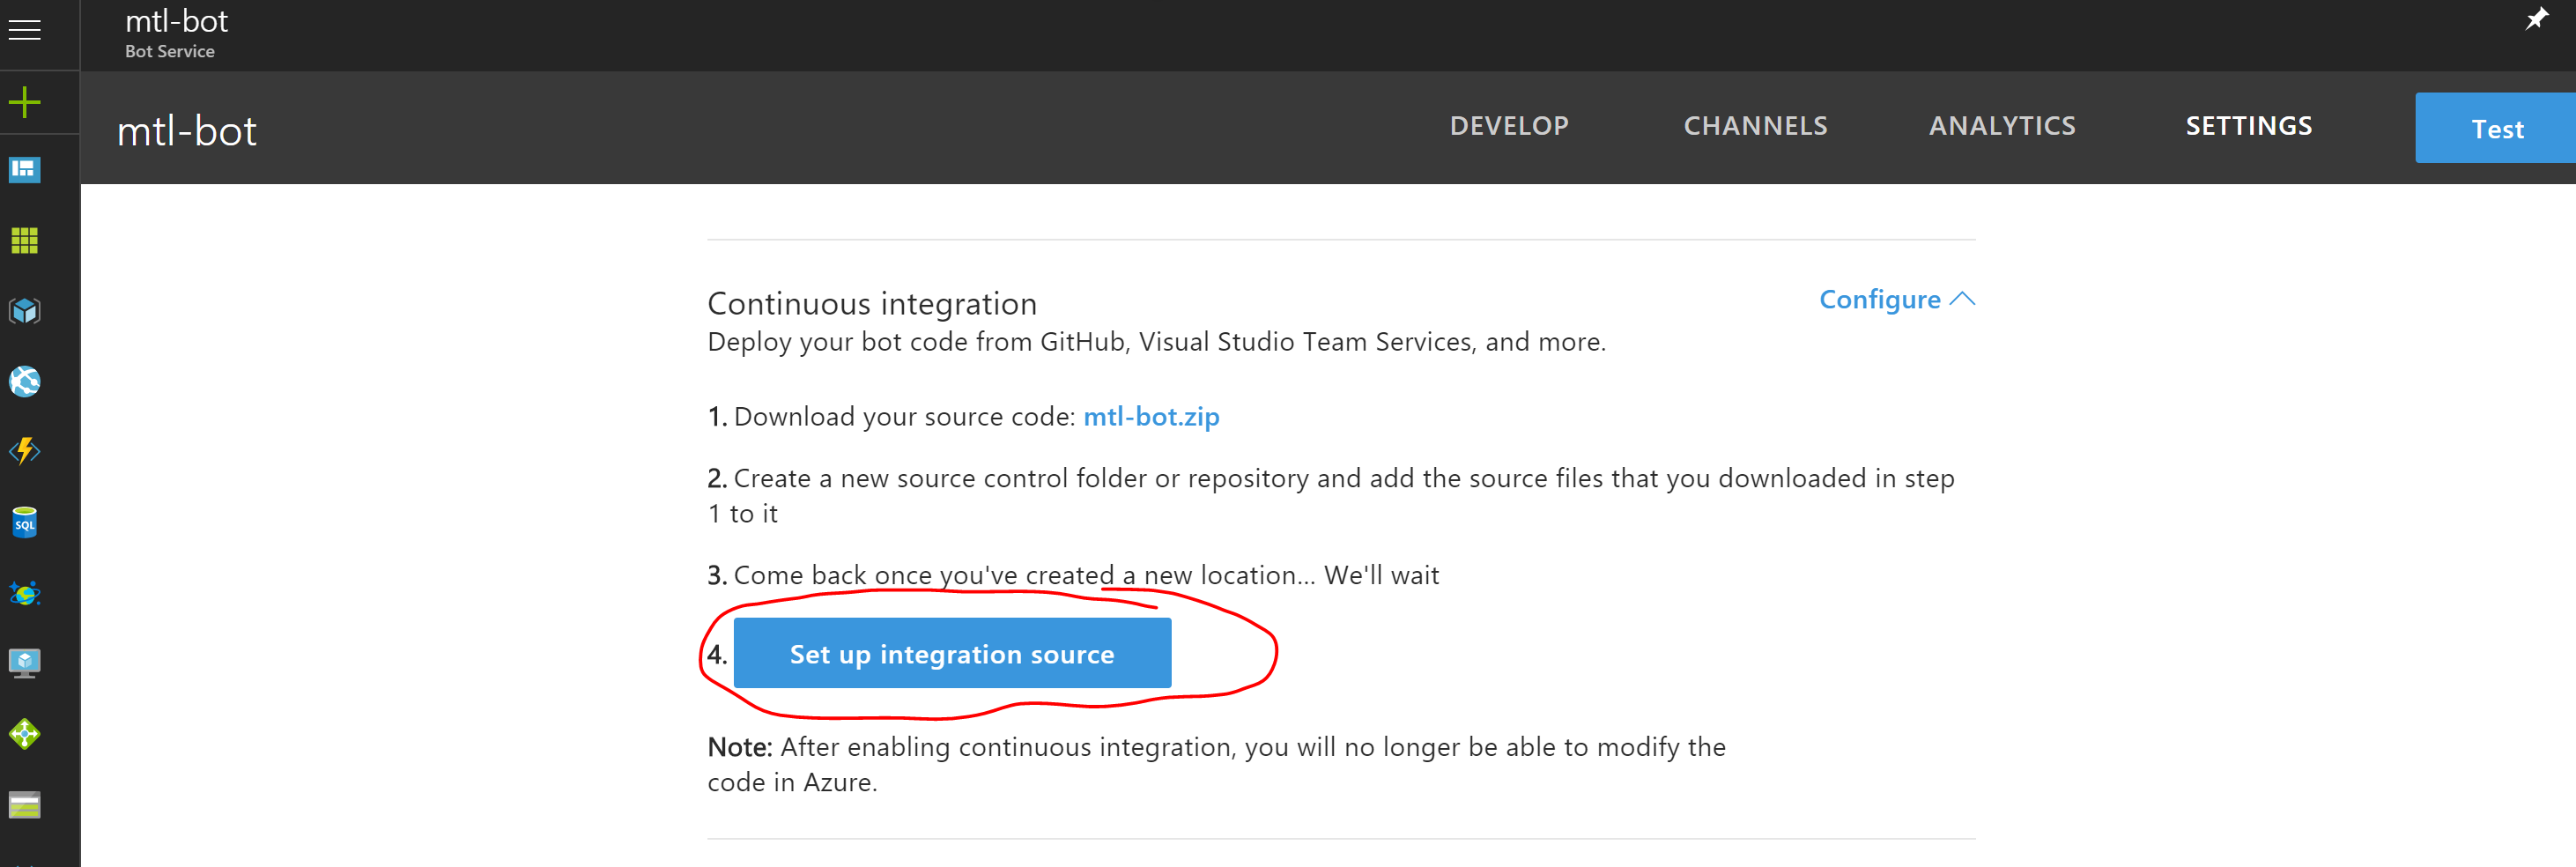 mtl-bot
Bot Service
mtl-bot
DEVELOP
CHANNELS
ANALYTICS
SETTINGS
Test
Continuous integration
Configure
Deploy your bot code from GitHub, Visual Studio Team Services, and more.
1. Download your source code: mtl-bot.zip
2. Create a new source control folder or repository and add the source files that you downloaded in step
1 to it
3. Come back once you've created a new location... We'll wait
4. Set up integration source
Note: After enabling continuous integration, you will no longer be able to modify the
code in Azure.
SQL